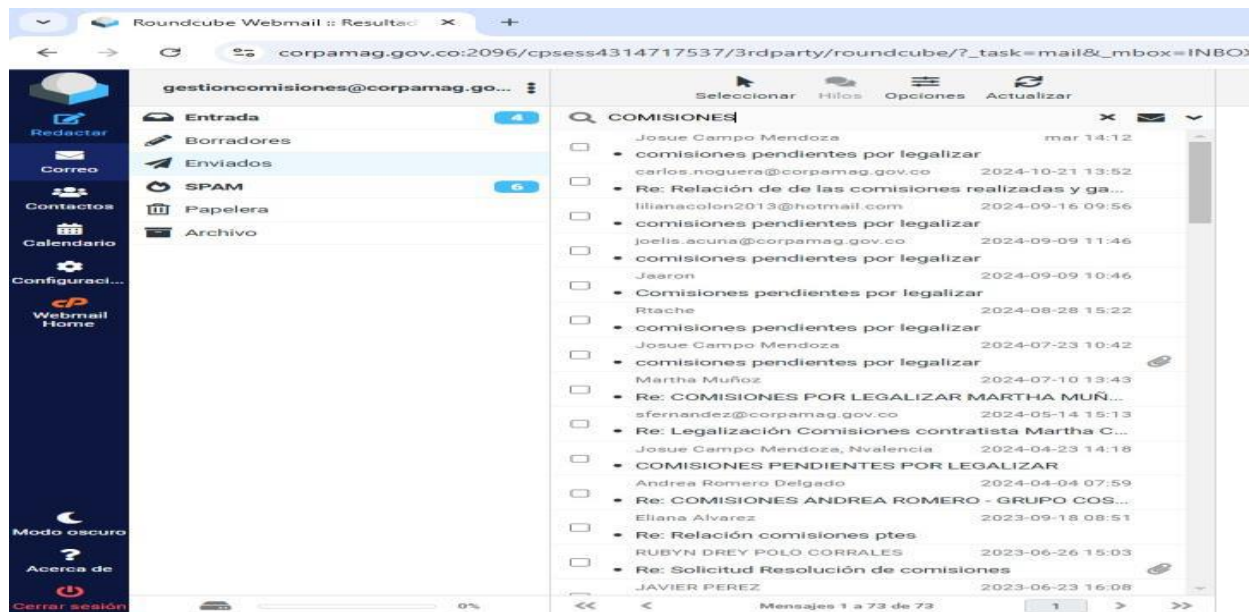 Roundcube Webmail :: Resultad
corpamag.gov.co:2096/cpsess4314717537/3rdparty/roundcube/?_task=mail&_mbox=INBOX
Redactar
Correo
Contactos
Calendario
Configuraci...
cP
Webmail
Home
Modo oscuro
Acerca de
Cerrar sesión
gestioncomisiones@corpamag.go...
Entrada 4
Borradores
Enviados
SPAM 6
Papelera
Archivo
0%
Seleccionar Hilos Opciones Actualizar
COMISIONES
Josue Campo Mendoza mar 14:12
comisiones pendientes por legalizar
carlos.noguera@corpamag.gov.co 2024-10-21 13:52
Re: Relación de de las comisiones realizadas y ga...
lilianacolon2013@hotmail.com 2024-09-16 09:56
comisiones pendientes por legalizar
joelis.acuna@corpamag.gov.co 2024-09-09 11:46
comisiones pendientes por legalizar
Jaaron 2024-09-09 10:46
Comisiones pendientes por legalizar
Rtache 2024-08-28 15:22
comisiones pendientes por legalizar
Josue Campo Mendoza 2024-07-23 10:42
comisiones pendientes por legalizar
Martha Muñoz 2024-07-10 13:43
Re: COMISIONES POR LEGALIZAR MARTHA MUÑ...
sfernandez@corpamag.gov.co 2024-05-14 15:13
Re: Legalización Comisiones contratista Martha C...
Josue Campo Mendoza, Nvalencia 2024-04-23 14:18
COMISIONES PENDIENTES POR LEGALIZAR
Andrea Romero Delgado 2024-04-04 07:59
Re: COMISIONES ANDREA ROMERO - GRUPO COS...
Eliana Alvarez 2023-09-18 08:51
Re: Relación comisiones ptes
RUBYN DREY POLO CORRALES 2023-06-26 15:03
Re: Solicitud Resolución de comisiones
JAVIER PEREZ 2023-06-23 16:08
Mensajes 1 a 73 de 73 1